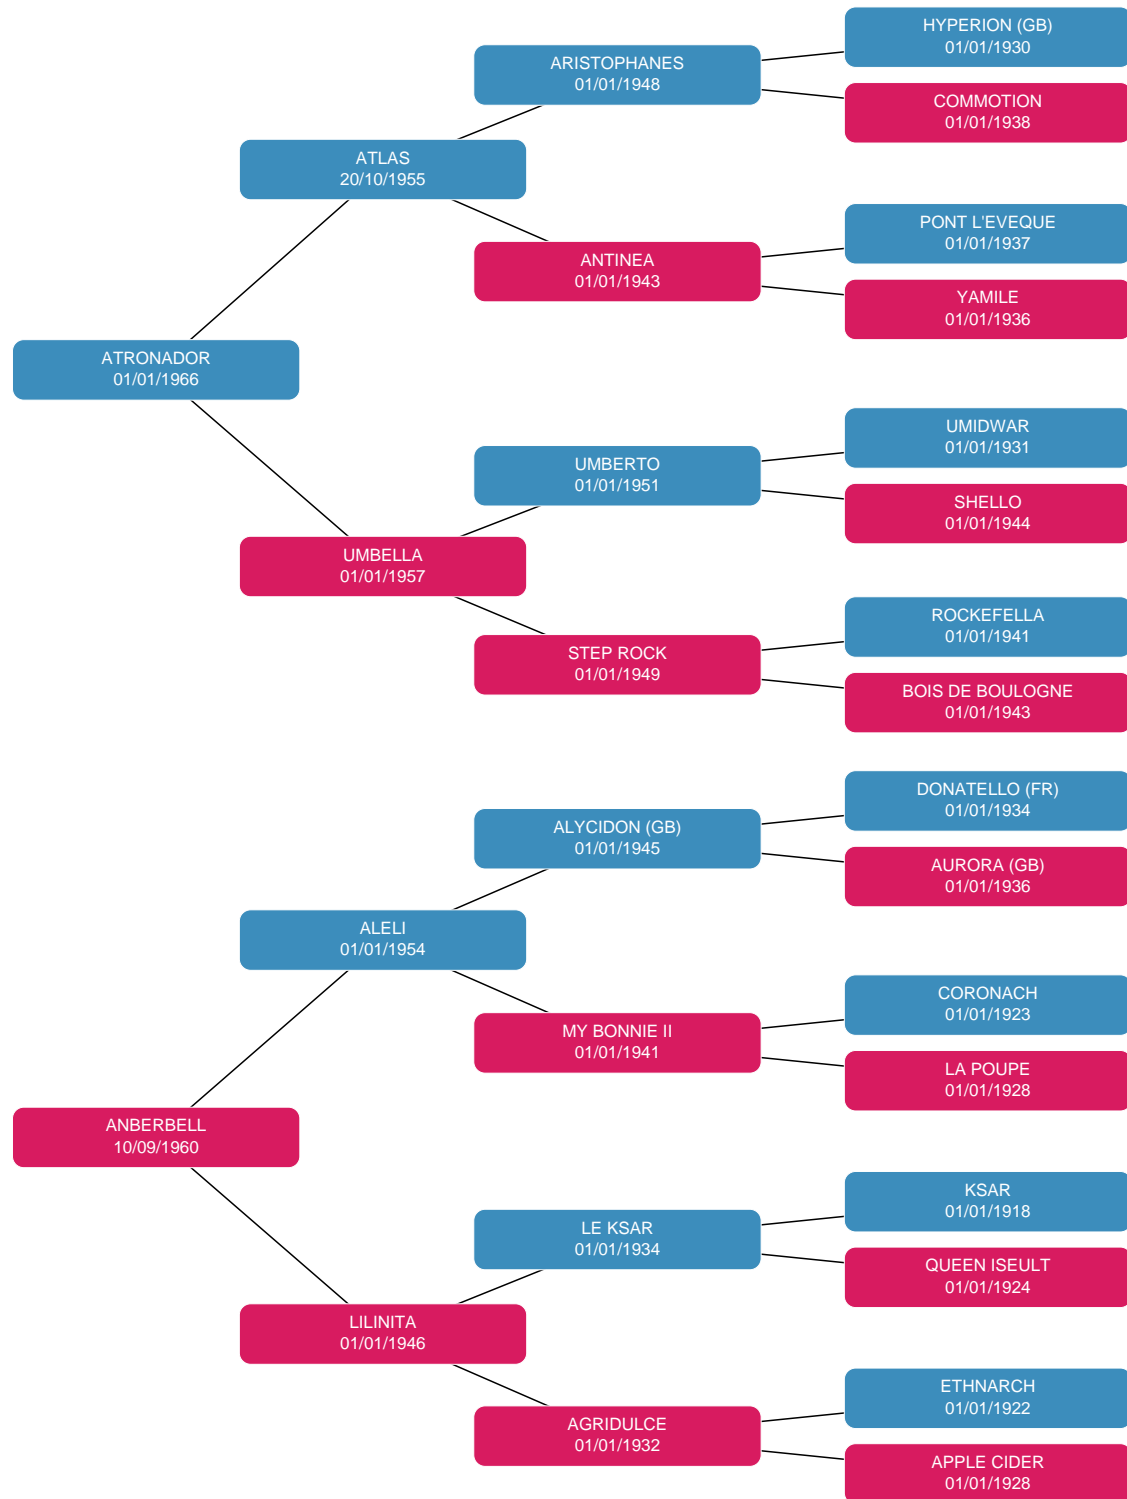 HYPERION (GB)
01/01/1930
ARISTOPHANES
01/01/1948
COMMOTION
01/01/1938
ATLAS
20/10/1955
PONT L'EVEQUE
01/01/1937
ANTINEA
01/01/1943
YAMILE
01/01/1936
ATRONADOR
01/01/1966
UMIDWAR
01/01/1931
UMBERTO
01/01/1951
SHELLO
01/01/1944
UMBELLA
01/01/1957
ROCKEFELLA
01/01/1941
STEP ROCK
01/01/1949
BOIS DE BOULOGNE
01/01/1943
DONATELLO (FR)
01/01/1934
ALYCIDON (GB)
01/01/1945
AURORA (GB)
01/01/1936
ALELI
01/01/1954
CORONACH
01/01/1923
MY BONNIE II
01/01/1941
LA POUPE
01/01/1928
ANBERBELL
10/09/1960
KSAR
01/01/1918
LE KSAR
01/01/1934
QUEEN ISEULT
01/01/1924
LILINITA
01/01/1946
ETHNARCH
01/01/1922
AGRIDULCE
01/01/1932
APPLE CIDER
01/01/1928